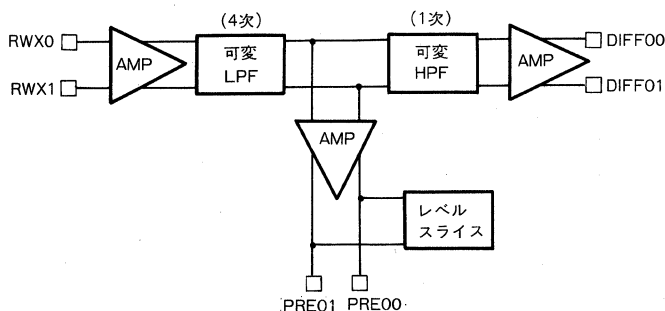 (4次)
(1次)
RWX0
RWX1
AMP
可変
LPF
可変
HPF
AMP
DIFF00
DIFF01
AMP
レベル
スライス
PRE01
PRE00